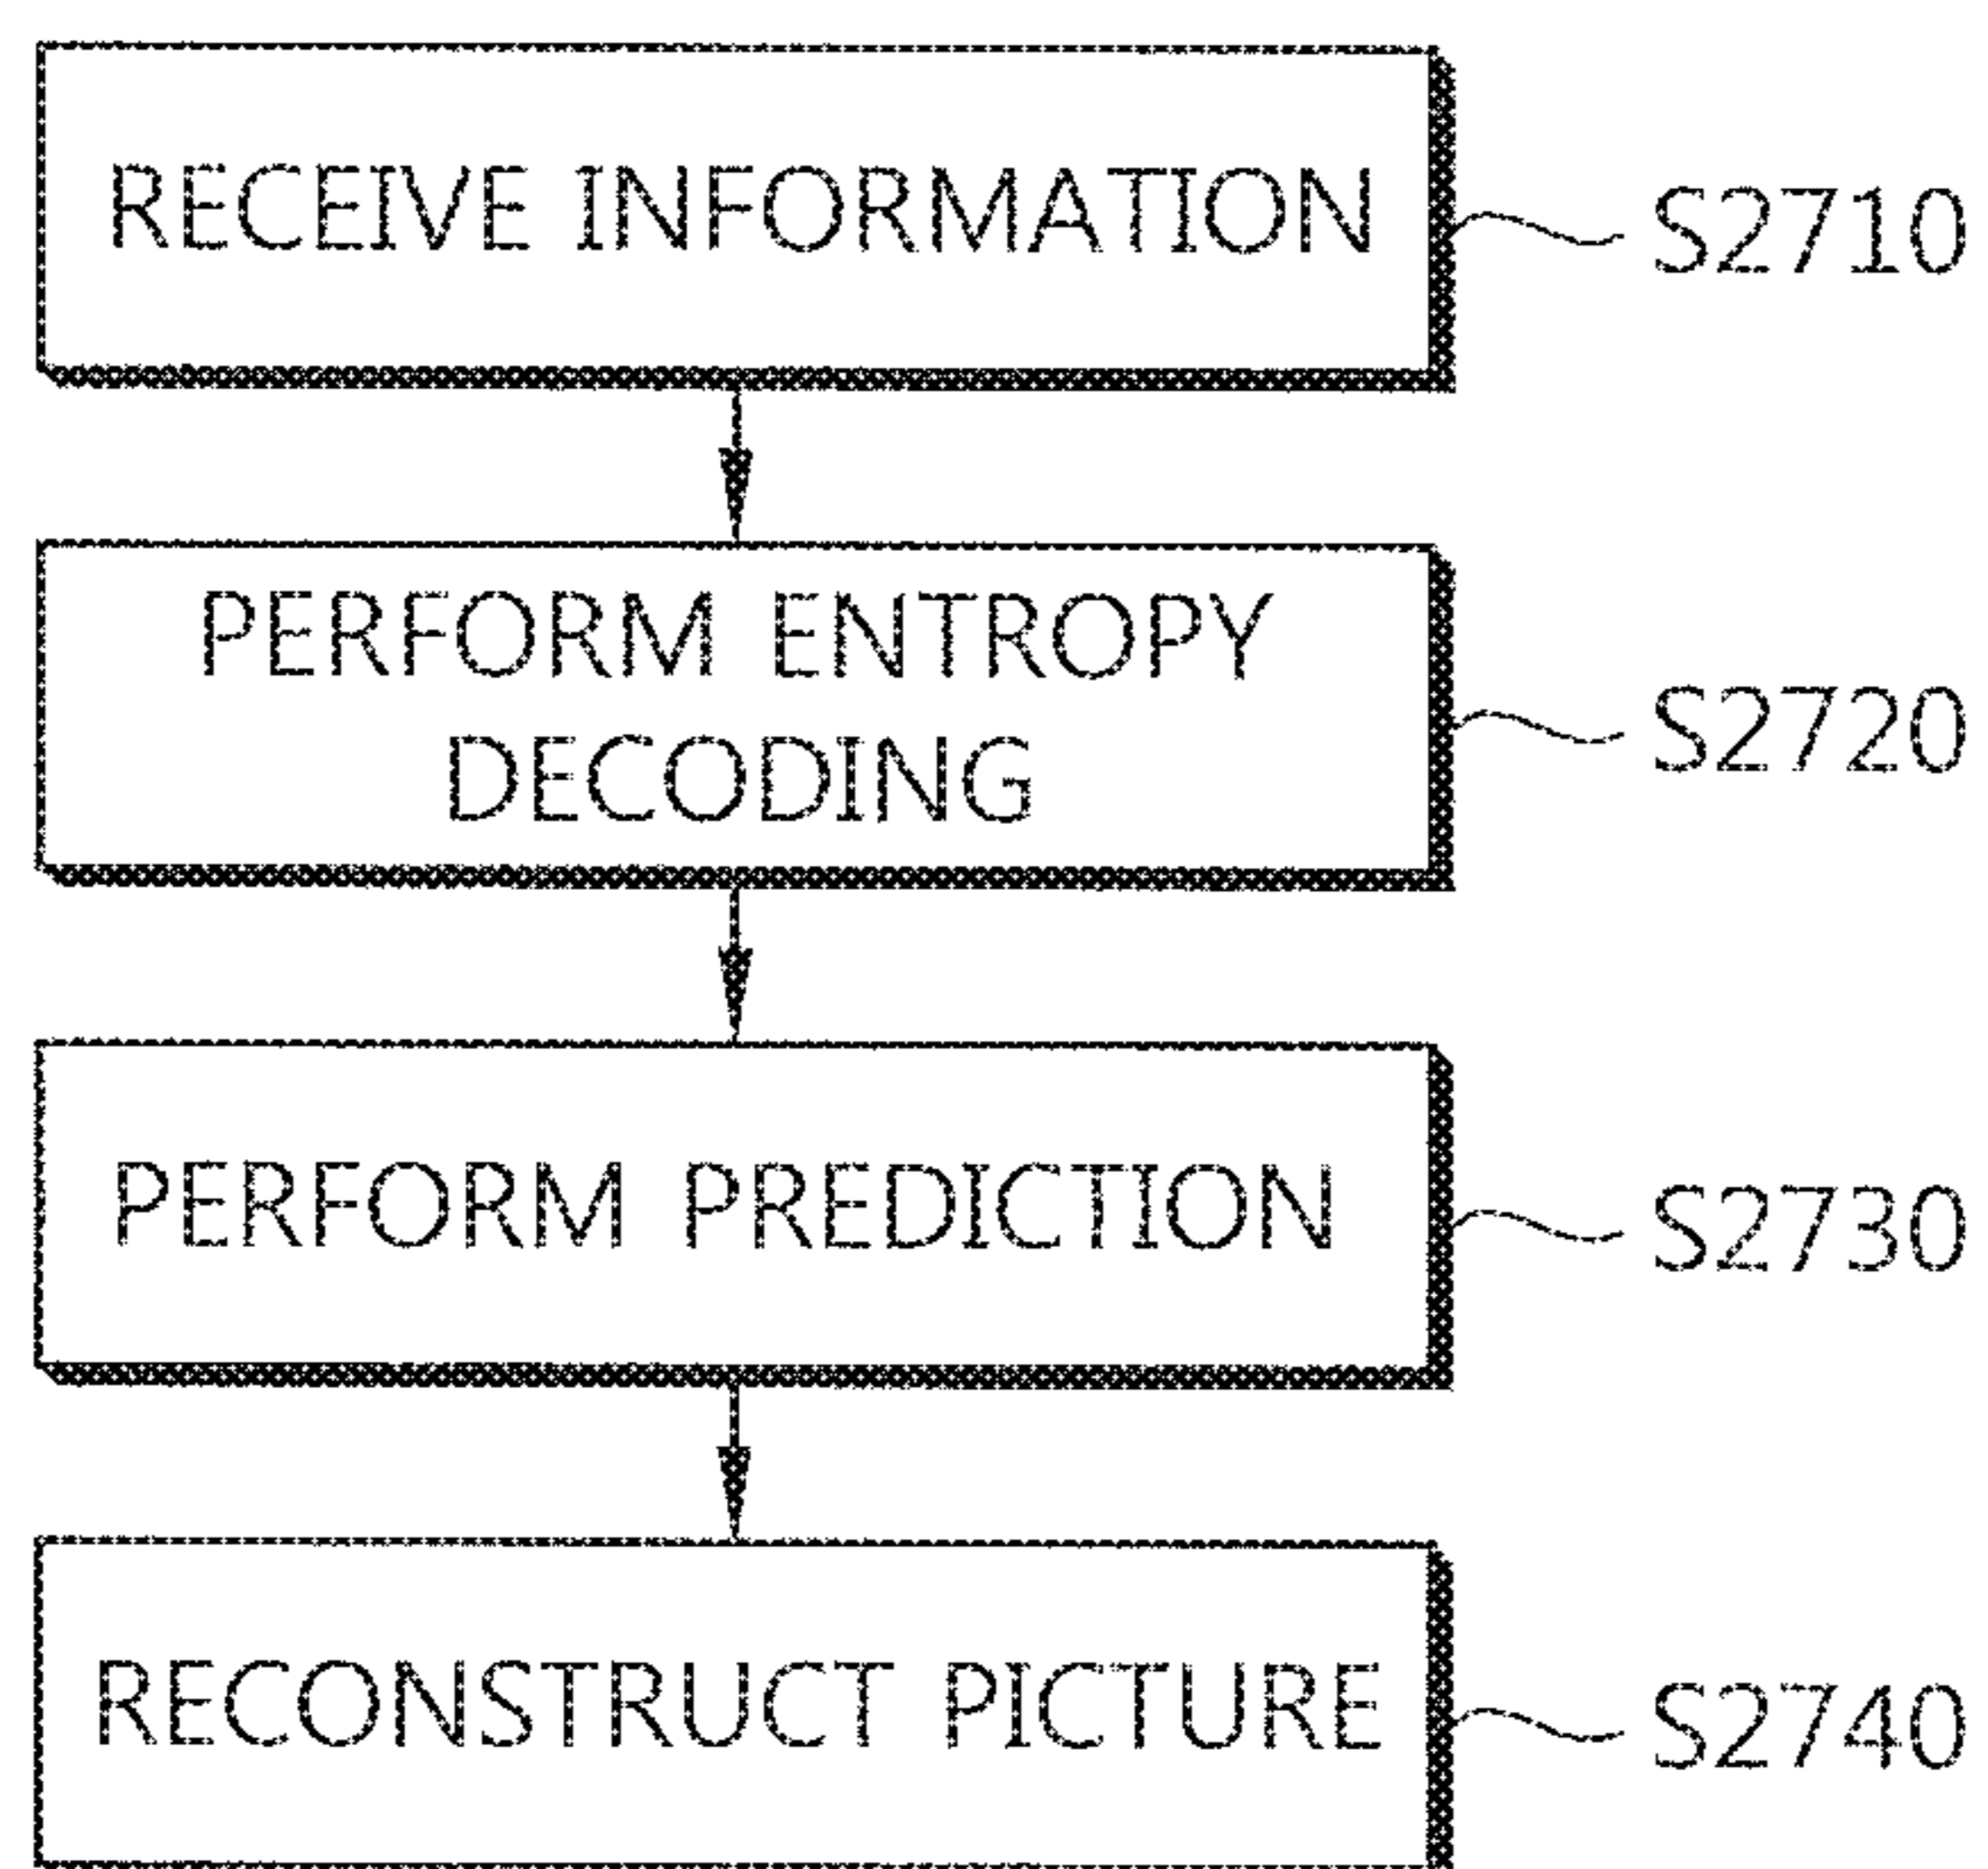 RECEIVE INFORMATION
S2710
PERFORM ENTROPY
DECODING
S2720
PERFORM PREDICTION
S2730
RECONSTRUCT PICTURE
S2740